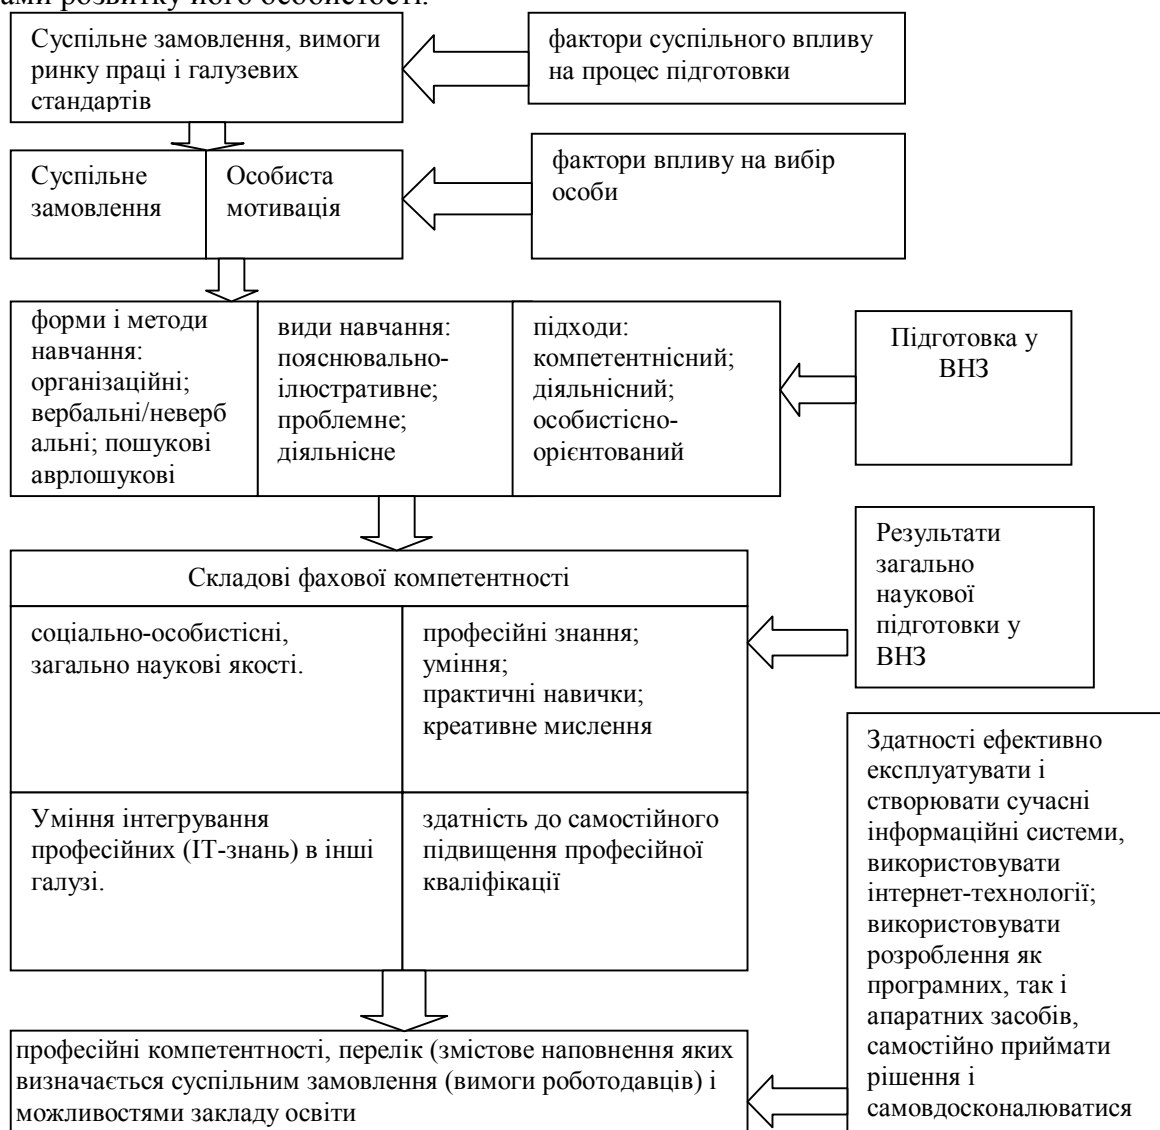 ами розвитку його особистості.
Суспільне замовлення, вимоги
ринку праці і галузевих
стандартів
фактори суспільного впливу
на процес підготовки
Суспільне
замовлення
Особиста
мотивація
фактори впливу на вибір
особи
форми і методи
навчання:
організаційні;
вербальні/неверб
альні; пошукові
аврлошукові
види навчання:
пояснювально-
ілюстративне;
проблемне;
діяльнісне
підходи:
компетентнісний;
діяльнісний;
особистісно-
орієнтований
Підготовка у
ВНЗ
Складові фахової компетентності
соціально-особистісні,
загально наукові якості.
професійні знання;
уміння;
практичні навички;
креативне мислення
Результати
загально
наукової
підготовки у
ВНЗ
Уміння інтегрування
професійних (ІТ-знань) в інші
галузі.
здатність до самостійного
підвищення професійної
кваліфікації
Здатності ефективно
експлуатувати і
створювати сучасні
інформаційні системи,
використовувати
інтернет-технології;
використовувати
розроблення як
програмних, так і
апаратних засобів,
самостійно приймати
рішення і
самовдосконалюватися
професійні компетентності, перелік (змістове наповнення яких
визначається суспільним замовлення (вимоги роботодавців) і
можливостями закладу освіти